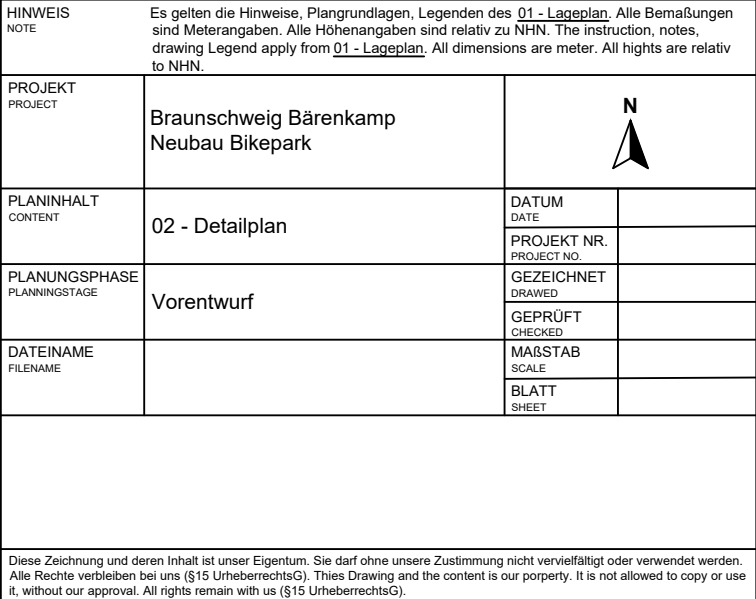 HINWEIS
NOTE
Es gelten die Hinweise, Plangrundlagen, Legenden des 01 - Lageplan. Alle Bemaßungen
sind Meterangaben. Alle Höhenangaben sind relativ zu NHN. The instruction, notes,
drawing Legend apply from 01 - Lageplan. All dimensions are meter. All hights are relativ
to NHN.
PROJEKT
PROJECT
Braunschweig Bärenkamp
Neubau Bikepark
N
PLANINHALT
CONTENT
02 - Detailplan
DATUM
DATE
PROJEKT NR.
PROJECT NO.
PLANUNGSPHASE
PLANNINGSTAGE
Vorentwurf
GEZEICHNET
DRAWED
GEPRÜFT
CHECKED
DATEINAME
FILENAME
MAßSTAB
SCALE
BLATT
SHEET
Diese Zeichnung und deren Inhalt ist unser Eigentum. Sie darf ohne unsere Zustimmung nicht vervielfältigt oder verwendet werden.
Alle Rechte verbleiben bei uns (§15 UrheberrechtsG). Thies Drawing and the content is our porperty. It is not allowed to copy or use
it, without our approval. All rights remain with us (§15 UrheberrechtsG).